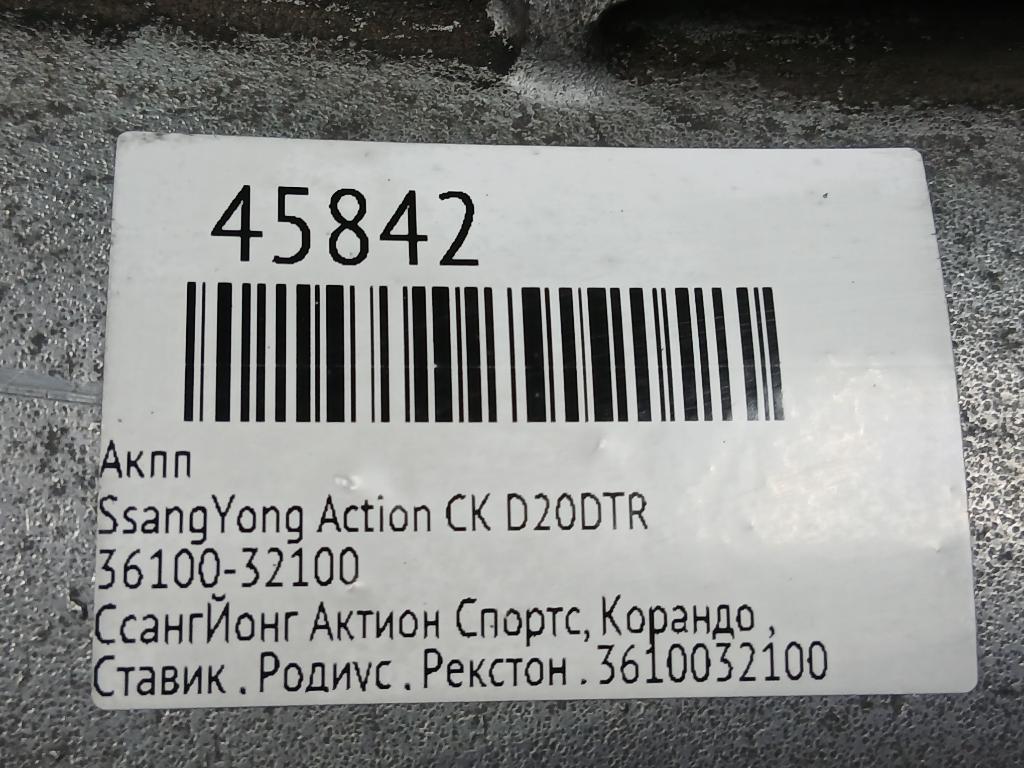 45842
Акпп
SsangYong Action CK D20DTR
36100-32100
СсангЙонг Актион Спортс, Корандо ,
Ставик . Родиус . Рекстон . 3610032100